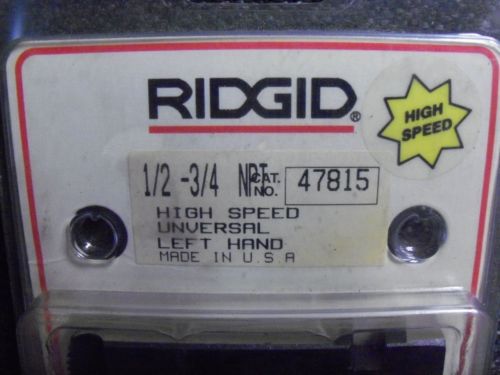 RIDGID®
HIGH
SPEED
1/2 -3/4 NPT CAT. NO. 47815
HIGH SPEED
UNVERSAL
LEFT HAND
MADE IN U.S.A